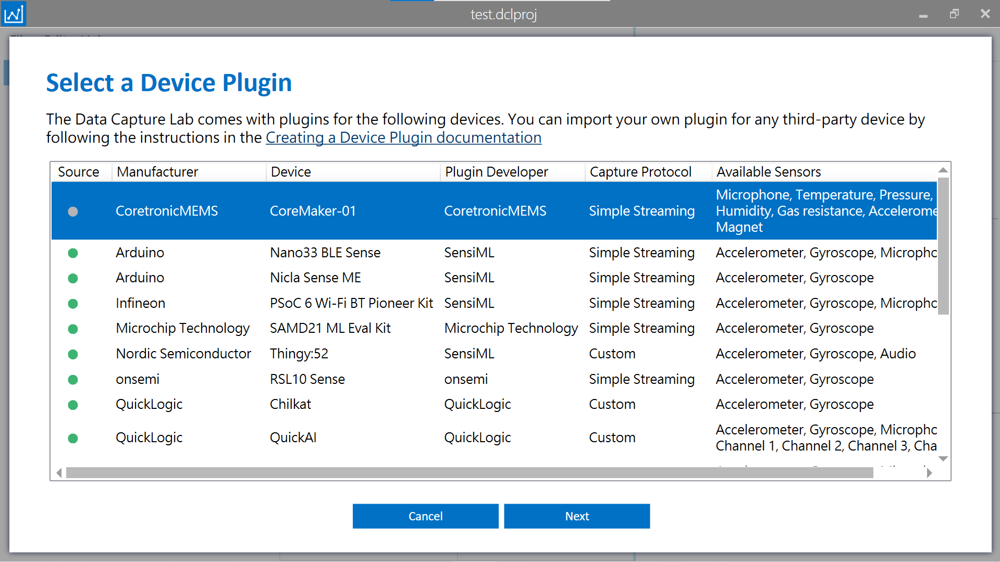 test.dclproj
Select a Device Plugin
The Data Capture Lab comes with plugins for the following devices. You can import your own plugin for any third-party device by
following the instructions in the Creating a Device Plugin documentation
Source Manufacturer Device Plugin Developer Capture Protocol Available Sensors
CoretronicMEMS CoreMaker-01 CoretronicMEMS Simple Streaming Microphone, Temperature, Pressure,
Humidity, Gas resistance, Accelerome
Magnet
Arduino Nano33 BLE Sense SensiML Simple Streaming Accelerometer, Gyroscope, Micropho
Arduino Nicla Sense ME SensiML Simple Streaming Accelerometer, Gyroscope
Infineon PSoC 6 Wi-Fi BT Pioneer Kit SensiML Simple Streaming Accelerometer, Gyroscope, Micropho
Microchip Technology SAMD21 ML Eval Kit Microchip Technology Simple Streaming Accelerometer, Gyroscope
Nordic Semiconductor Thingy:52 SensiML Custom Accelerometer, Gyroscope, Audio
onsemi RSL10 Sense onsemi Simple Streaming Accelerometer, Gyroscope
QuickLogic Chilkat QuickLogic Custom Accelerometer, Gyroscope
QuickLogic QuickAI QuickLogic Custom Accelerometer, Gyroscope, Micropho
Channel 1, Channel 2, Channel 3, Cha
Cancel Next